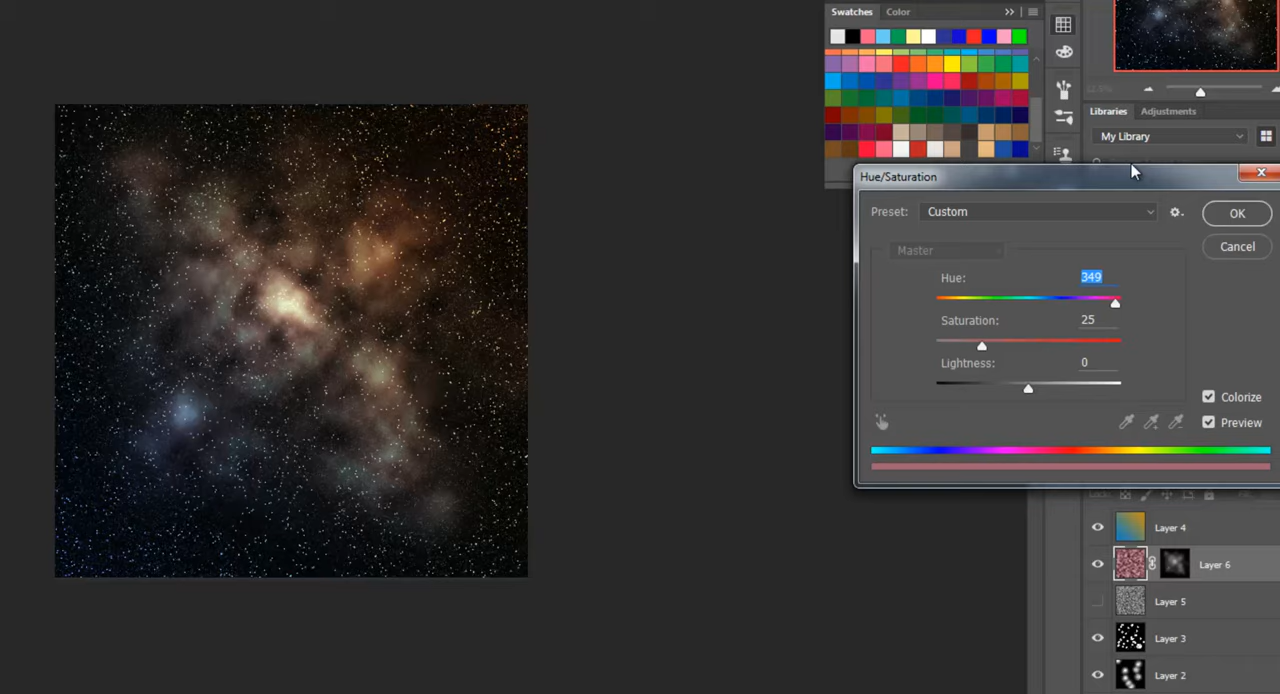 Swatches Color
Libraries Adjustments
My Library
Hue/Saturation
Preset: Custom
OK
Master
Cancel
Hue: 349
Saturation: 25
Lightness: 0
Colorize
Preview
Layer 4
Layer 6
Layer 5
Layer 3
Layer 2